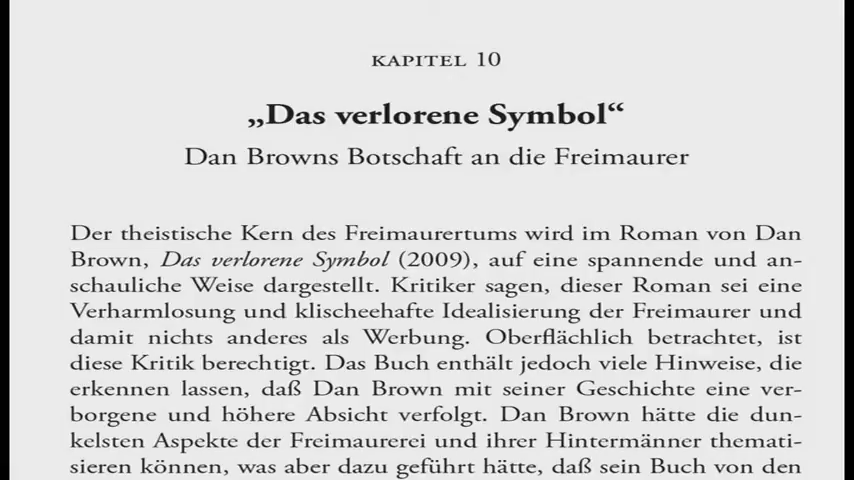 KAPITEL 10
„Das verlorene Symbol“
Dan Browns Botschaft an die Freimaurer
Der theistische Kern des Freimaurertums wird im Roman von Dan
Brown, Das verlorene Symbol (2009), auf eine spannende und an-
schauliche Weise dargestellt. Kritiker sagen, dieser Roman sei eine
Verharmlosung und klischeehafte Idealisierung der Freimaurer und
damit nichts anderes als Werbung. Oberflächlich betrachtet, ist
diese Kritik berechtigt. Das Buch enthält jedoch viele Hinweise, die
erkennen lassen, daß Dan Brown mit seiner Geschichte eine ver-
borgene und höhere Absicht verfolgt. Dan Brown hätte die dun-
kelsten Aspekte der Freimaurerei und ihrer Hintermänner themati-
sieren können, was aber dazu geführt hätte, daß sein Buch von den